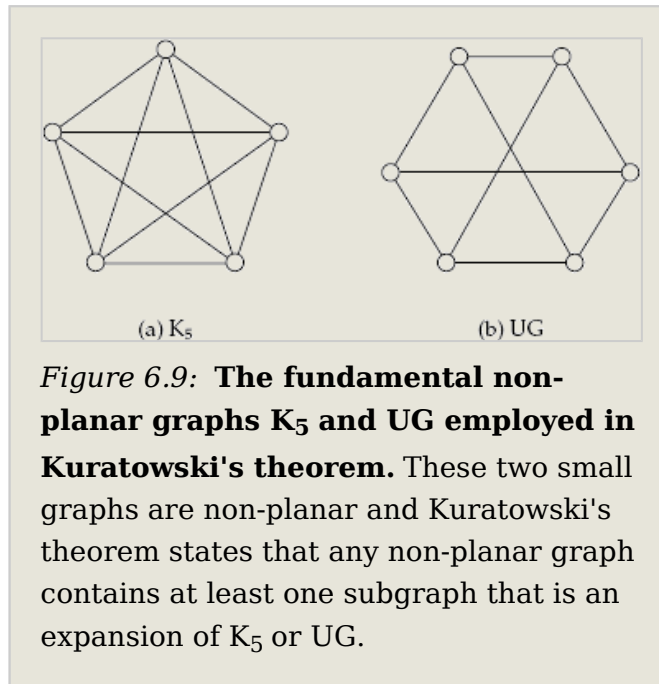 (a) K5 (b) UG
Figure 6.9: The fundamental non-
planar graphs K5 and UG employed in
Kuratowski's theorem. These two small
graphs are non-planar and Kuratowski's
theorem states that any non-planar graph
contains at least one subgraph that is an
expansion of K5 or UG.